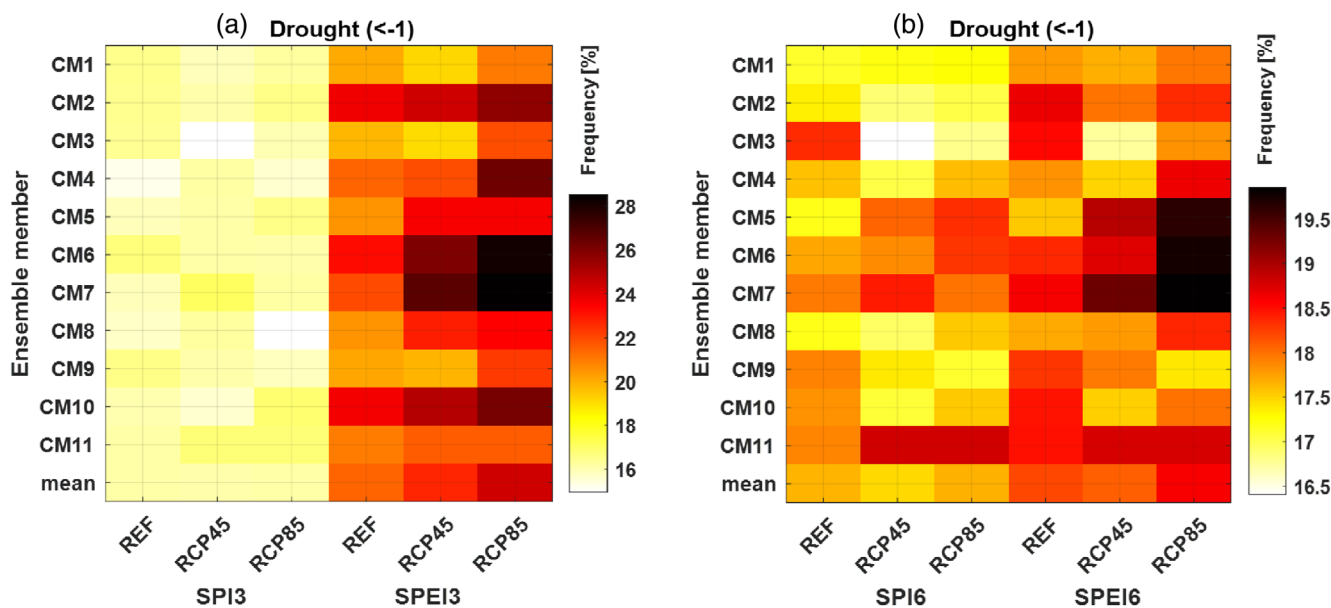 (a) Drought (<-1)
Ensemble member
CM1
CM2
CM3
CM4
CM5
CM6
CM7
CM8
CM9
CM10
CM11
mean
REF RCP45 RCP85 REF RCP45 RCP85
SPI3 SPEI3
Frequency [%]
28
26
24
22
20
18
16
(b) Drought (<-1)
Ensemble member
CM1
CM2
CM3
CM4
CM5
CM6
CM7
CM8
CM9
CM10
CM11
mean
REF RCP45 RCP85 REF RCP45 RCP85
SPI6 SPEI6
Frequency [%]
19.5
19
18.5
18
17.5
17
16.5